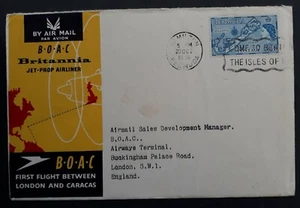 BY AIR MAIL
PAR AVION
B·O·A·C
Britannia
JET-PROP AIRLINER
B·O·A·C
FIRST FLIGHT BETWEEN
LONDON AND CARACAS
THE ISLES OF
Airmail Sales Development Manager,
B.O.A.C.,
Airways Terminal,
Buckingham Palace Road,
London. S.W.1.
England.